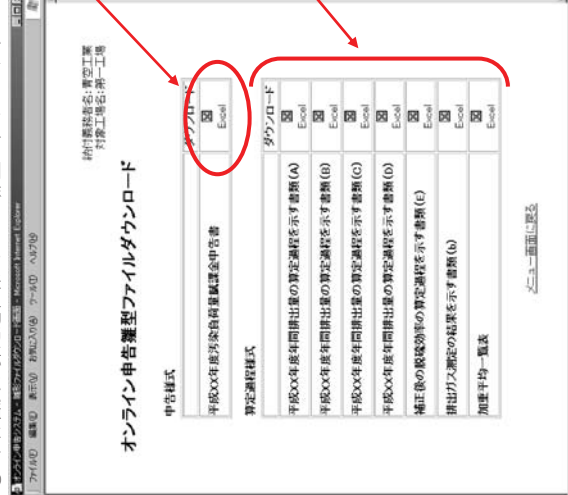 オンライン申告システム - 雛形ファイルダウンロード画面 - Microsoft Internet Explorer
ファイル(F) 編集(E) 表示(V) お気に入り(A) ツール(T) ヘルプ(H)
納付義務者名:青空工業
対象工場名:第一工場
オンライン申告雛型ファイルダウンロード
申告様式
ダウンロード
平成XX年度汚染負荷量賦課金申告書 Excel
算定過程様式
ダウンロード
平成XX年度年間排出量の算定過程を示す書類(A) Excel
平成XX年度年間排出量の算定過程を示す書類(B) Excel
平成XX年度年間排出量の算定過程を示す書類(C) Excel
平成XX年度年間排出量の算定過程を示す書類(D) Excel
補正後の脱硫効率の算定過程を示す書類(E) Excel
排出ガス測定の結果を示す書類(b) Excel
加重平均一覧表 Excel
メニュー画面に戻る